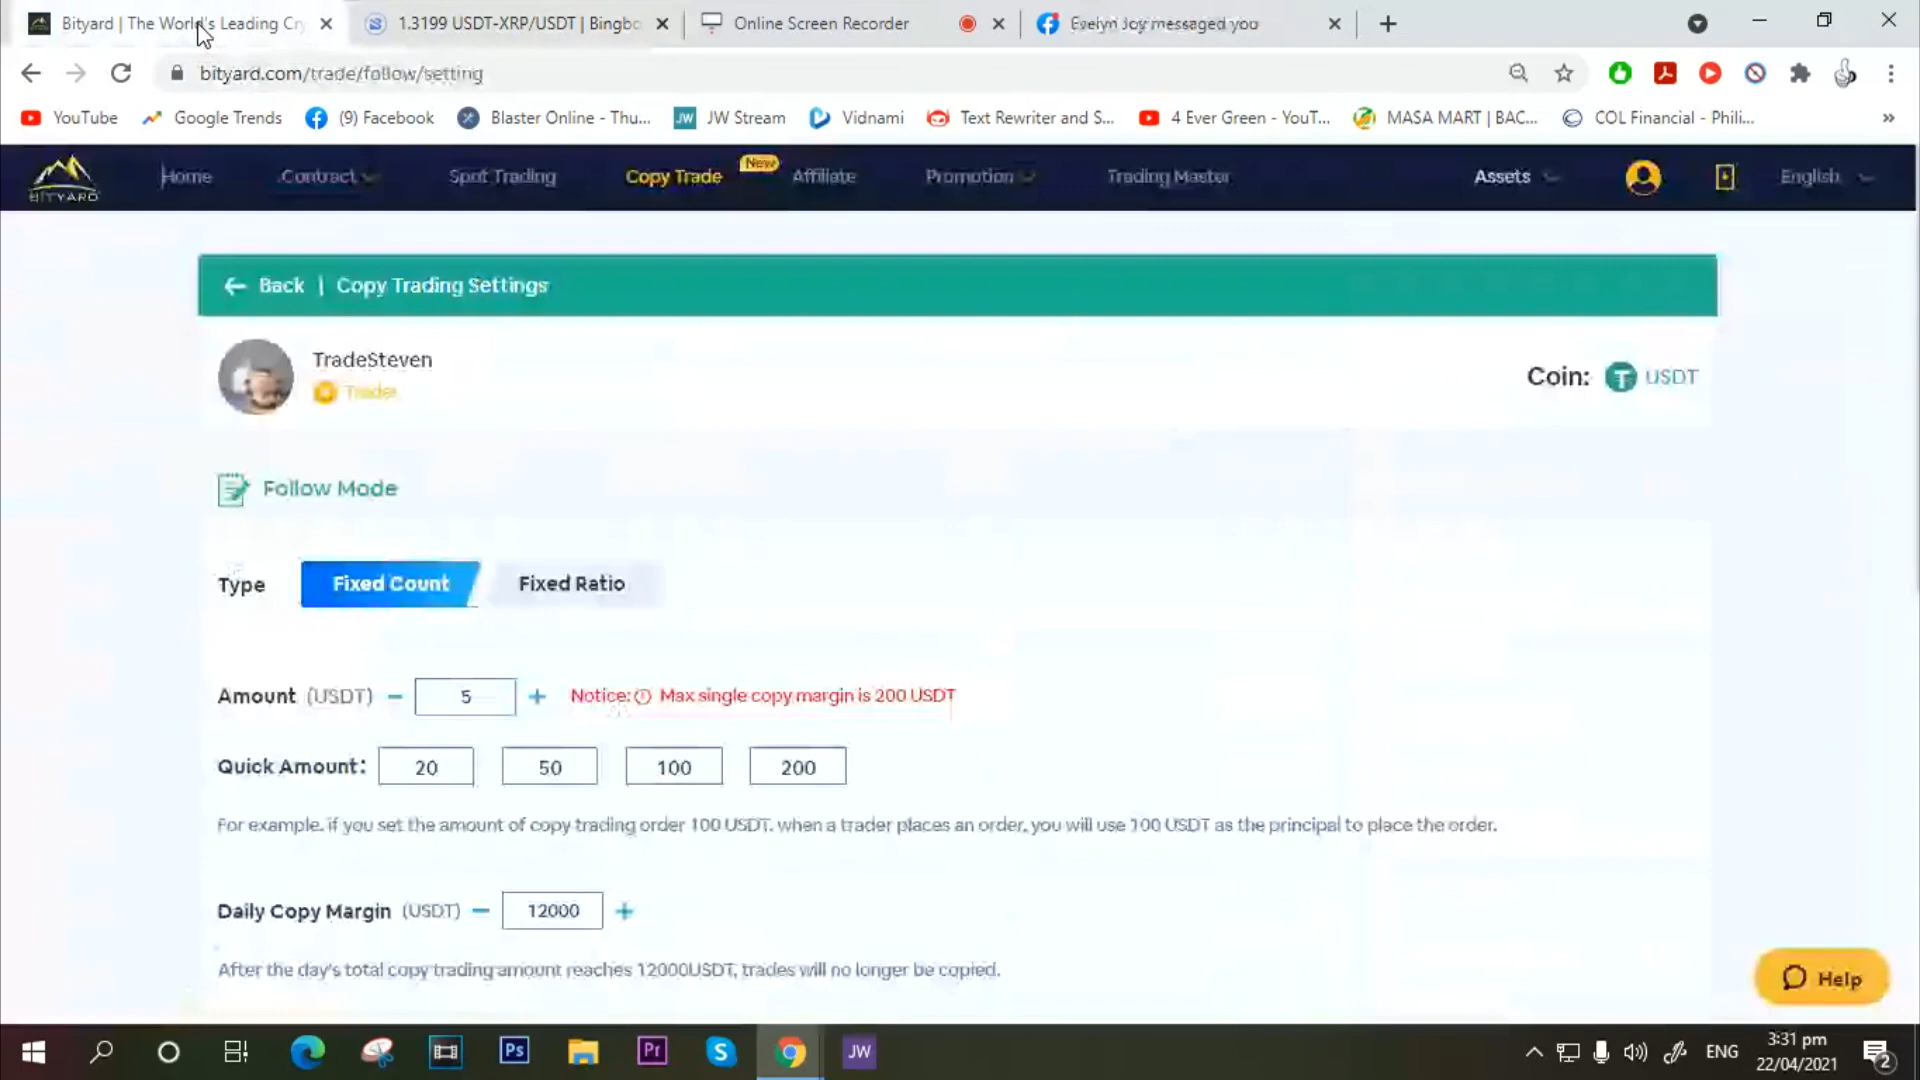 Bityard | The World's Leading Cry
1.3199 USDT-XRP/USDT | Bingbo
Online Screen Recorder
Evelyn Joy messaged you
bityard.com/trade/follow/setting
YouTube
Google Trends
(9) Facebook
Blaster Online - Thu...
JW Stream
Vidnami
Text Rewriter and S...
4 Ever Green - YouT...
MASA MART | BAC...
COL Financial - Phili...
BITYARD
Home
Contract
Spot Trading
Copy Trade
New
Affiliate
Promotion
Trading Master
Assets
English
Back | Copy Trading Settings
TradeSteven
Trader
Coin: USDT
Follow Mode
Type Fixed Count Fixed Ratio
Amount (USDT) − 5 + Notice: Max single copy margin is 200 USDT
Quick Amount: 20 50 100 200
For example, if you set the amount of copy trading order 100 USDT, when a trader places an order, you will use 100 USDT as the principal to place the order.
Daily Copy Margin (USDT) − 12000 +
After the day's total copy trading amount reaches 12000USDT, trades will no longer be copied.
Help
Ps
Pr
JW
ENG
3:31 pm
22/04/2021
2